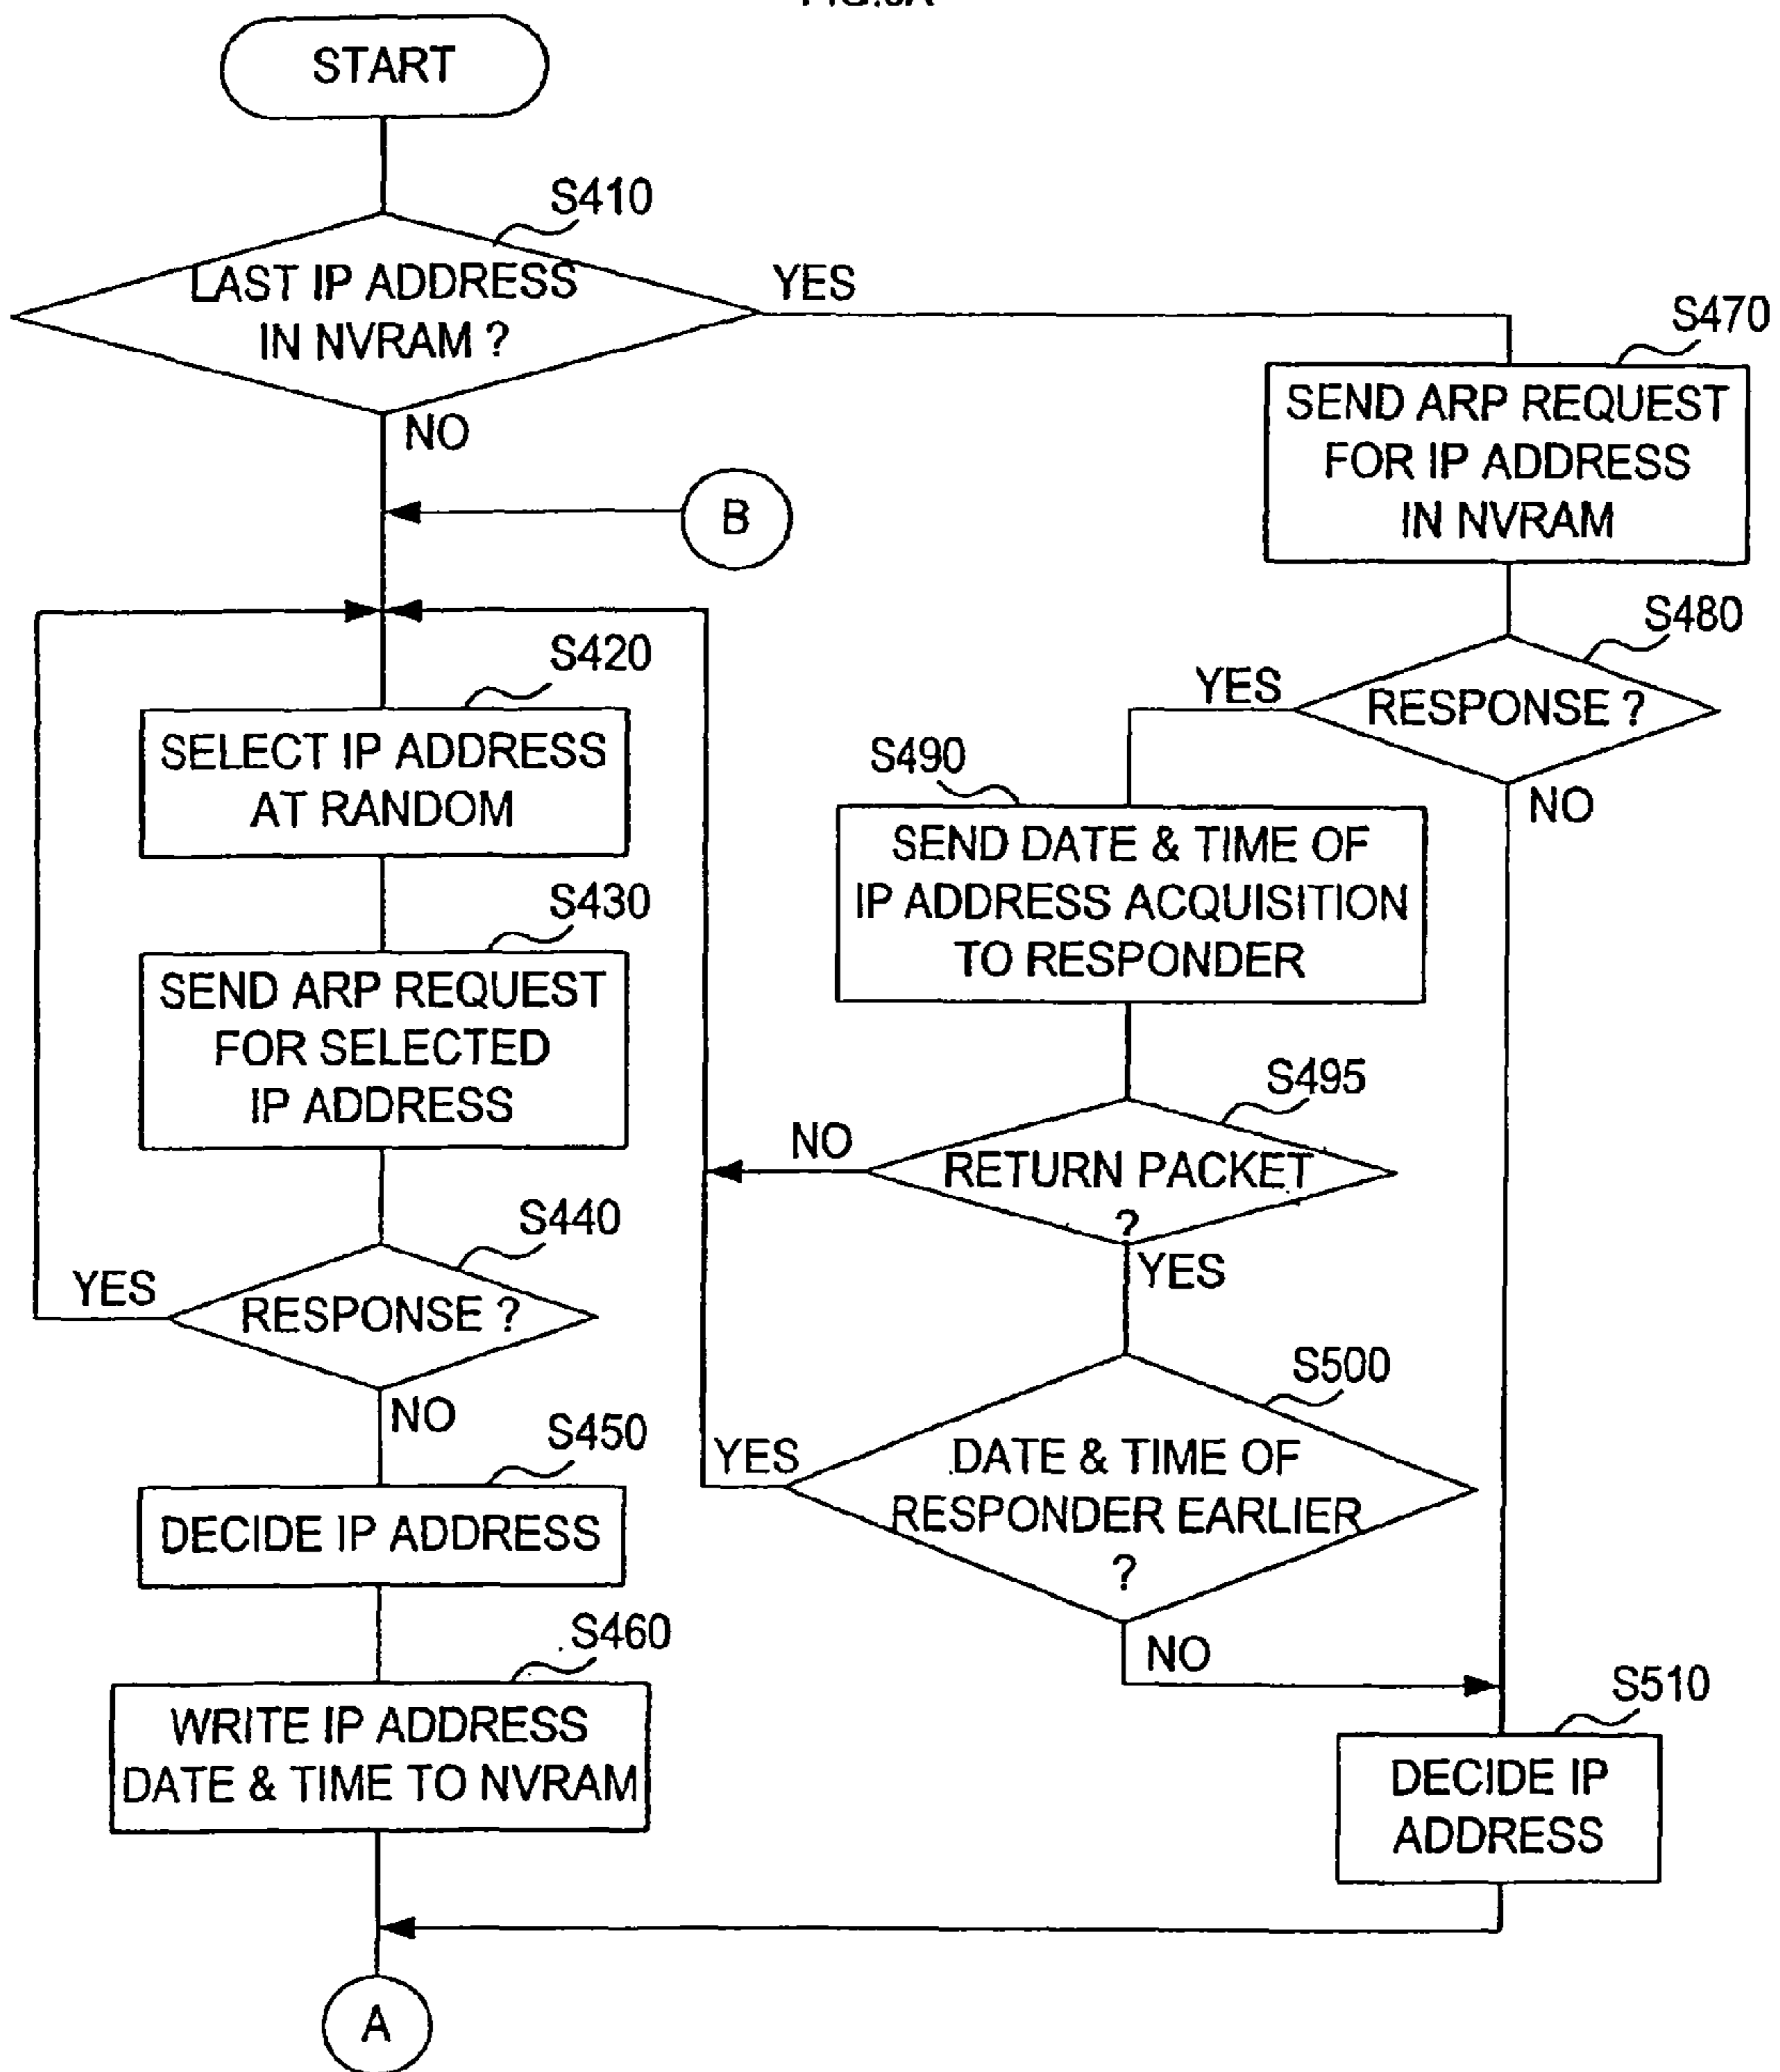 START
S410
LAST IP ADDRESS
IN NVRAM ?
YES
NO
S470
SEND ARP REQUEST
FOR IP ADDRESS
IN NVRAM
B
S480
RESPONSE ?
YES
NO
S420
SELECT IP ADDRESS
AT RANDOM
S490
SEND DATE & TIME OF
IP ADDRESS ACQUISITION
TO RESPONDER
S430
SEND ARP REQUEST
FOR SELECTED
IP ADDRESS
S495
NO
RETURN PACKET
?
YES
S440
YES
RESPONSE ?
NO
S500
YES
DATE & TIME OF
RESPONDER EARLIER
?
NO
S450
DECIDE IP ADDRESS
S460
WRITE IP ADDRESS
DATE & TIME TO NVRAM
S510
DECIDE IP
ADDRESS
A